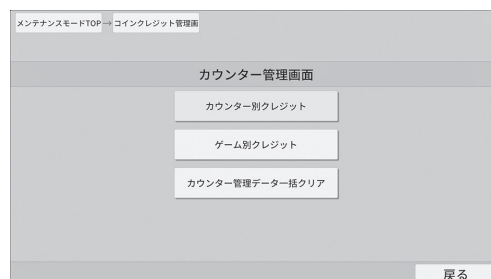 メンテナンスモードTOP→コインクレジット管理画
カウンター管理画面
カウンター別クレジット
ゲーム別クレジット
カウンター管理データ一括クリア
戻る